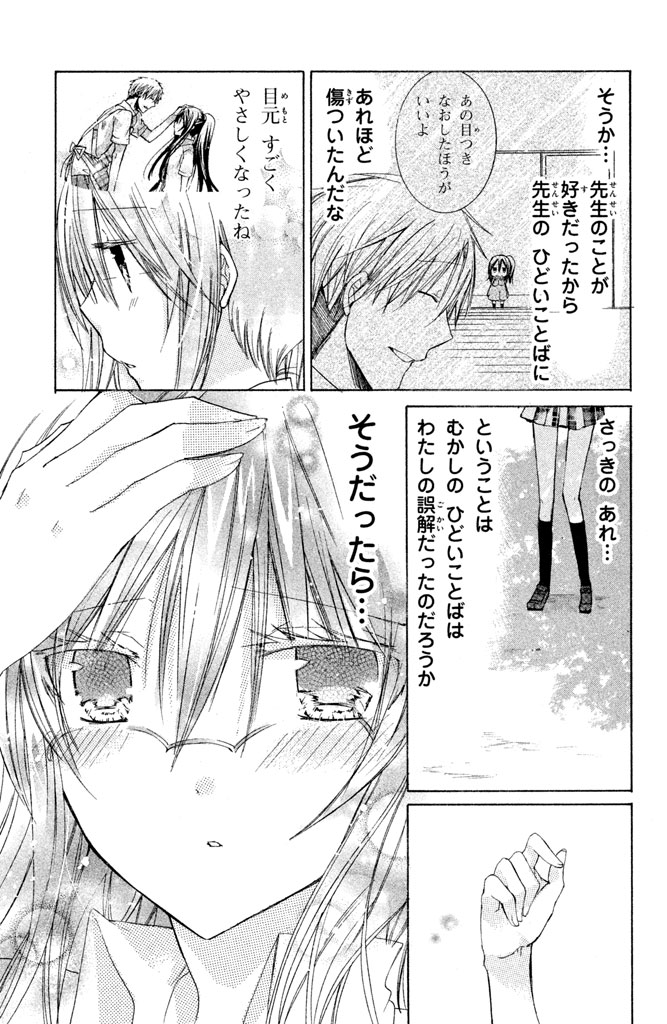 そうか…
先生のことが
好きだったから
先生の ひどいことばに
あの目つき
なおしたほうが
いいよ
あれほど
傷ついたんだな
目元 すごく
やさしくなったね
さっきの あれ…
ということは
むかしの ひどいことばは
わたしの誤解だったのだろうか
そうだったら…